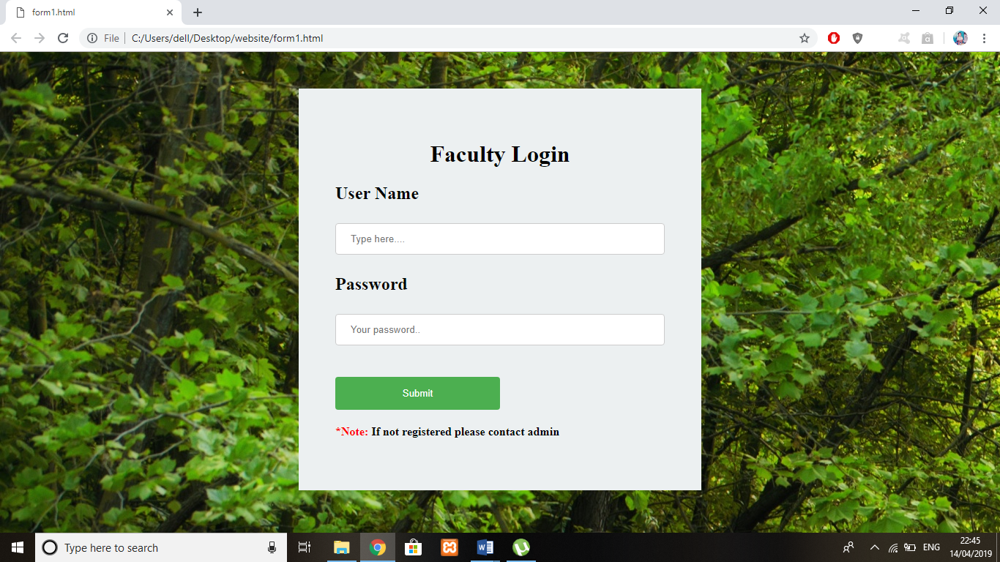 form1.html
File
C:/Users/dell/Desktop/website/form1.html
Faculty Login
User Name
Type here....
Password
Your password..
Submit
*Note: If not registered please contact admin
Type here to search
ENG
22:45
14/04/2019